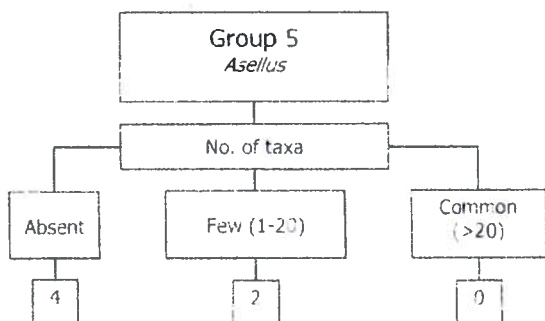 Group 5
Asellus
No. of taxa
Absent
Few (1-20)
Common
(>20)
4
2
0